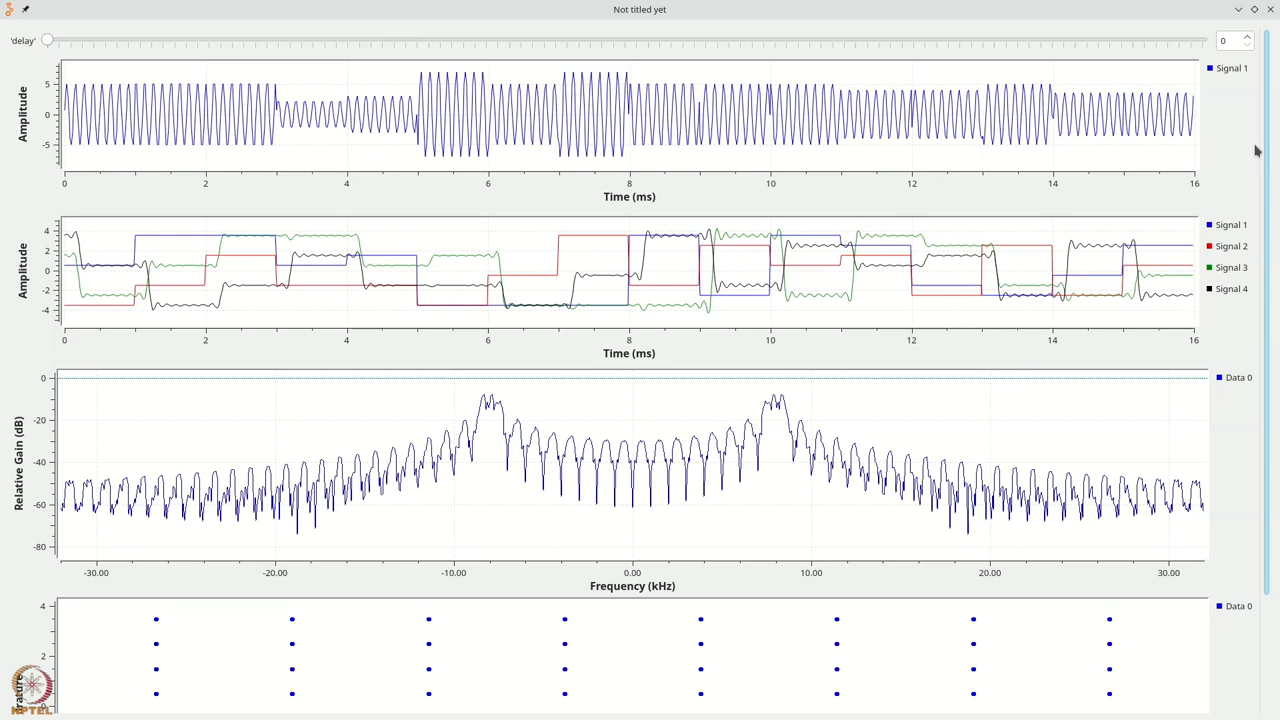 Not titled yet
'delay'
0
Amplitude
5
0
-5
0 2 4 6 8 10 12 14 16
Time (ms)
Signal 1
Amplitude
4
2
0
-2
-4
0 2 4 6 8 10 12 14 16
Time (ms)
Signal 1
Signal 2
Signal 3
Signal 4
Relative Gain (dB)
0
-20
-40
-60
-80
-30.00 -20.00 -10.00 0.00 10.00 20.00 30.00
Frequency (kHz)
Data 0
4
2
Data 0
NPTEL